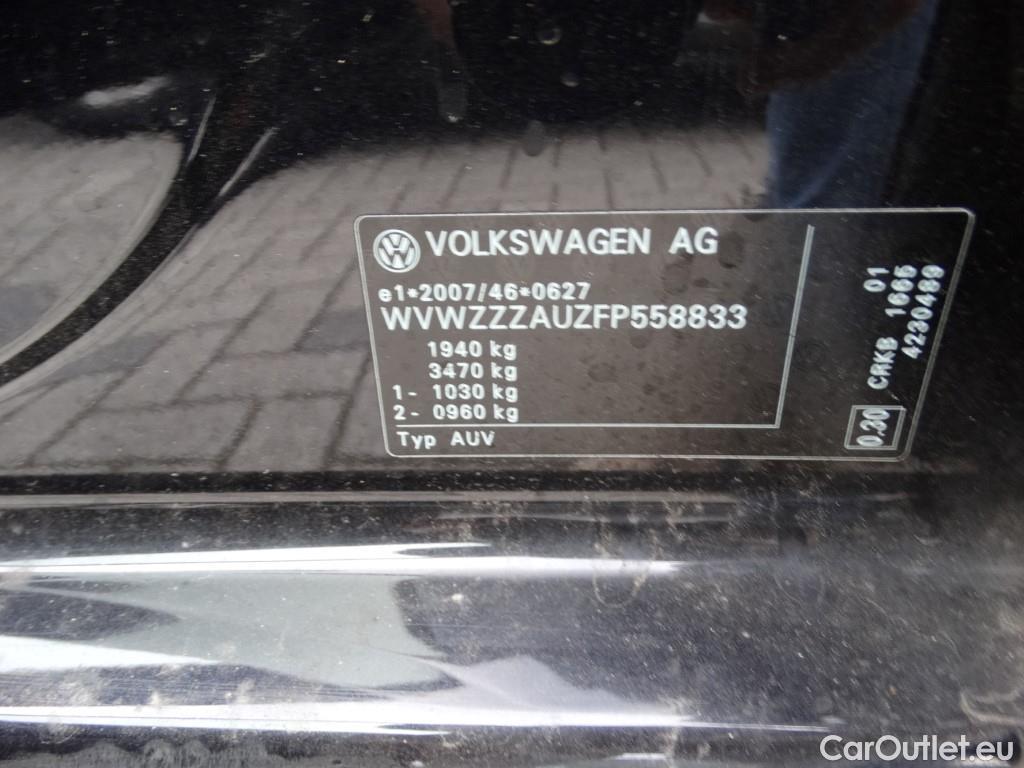 VOLKSWAGEN AG
e1*2007/46*0627
WVWZZZAUZFP558833
1940 kg
3470 kg
1- 1030 kg
2- 0960 kg
Typ AUV
01
CRKB 1665
4230489
0.30
CarOutlet.eu